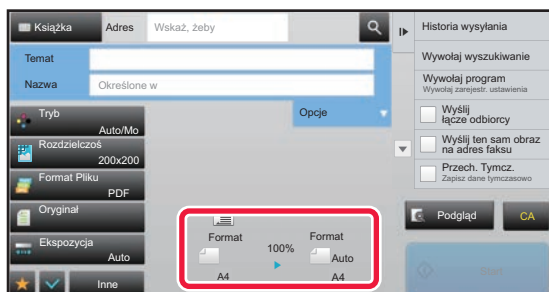 Książka
Adres
Wskaż, żeby
Historia wysyłania
Temat
Wywołaj wyszukiwanie
Nazwa
Określone w
Wywołaj program
Wywołaj zarejestr. ustawienia
Tryb
Auto/Mo
Opcje
Wyślij
łącze odbiorcy
Rozdzielczoś
200x200
Wyślij ten sam obraz
na adres faksu
Format Pliku
PDF
Przech. Tymcz.
Zapisz dane tymczasowo
Oryginał
Podgląd
CA
Format
100%
Format
Auto
A4
A4
Ekspozycja
Auto
Inne
Start